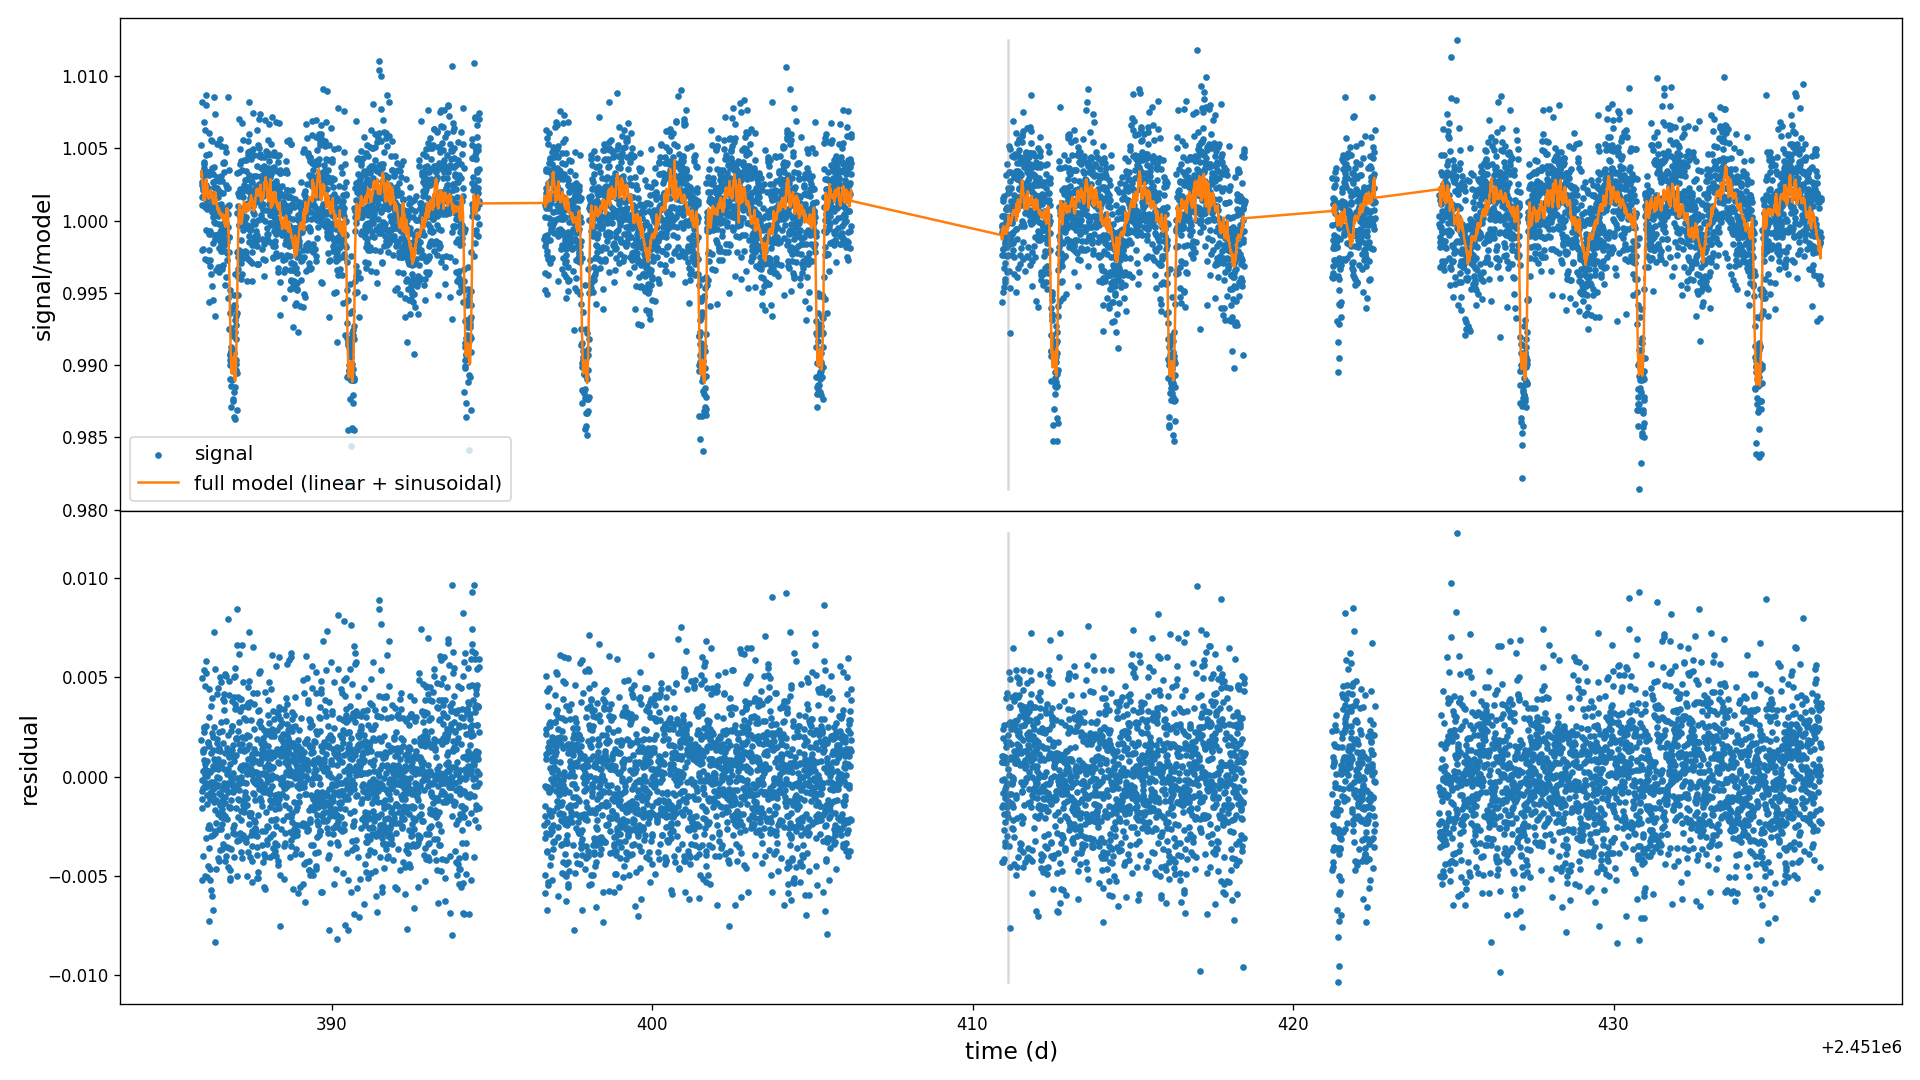 signal/model
1.010
1.005
1.000
0.995
0.990
0.985
0.980
signal
full model (linear + sinusoidal)
residual
0.010
0.005
0.000
−0.005
−0.010
390
400
410
420
430
time (d)
+2.451e6